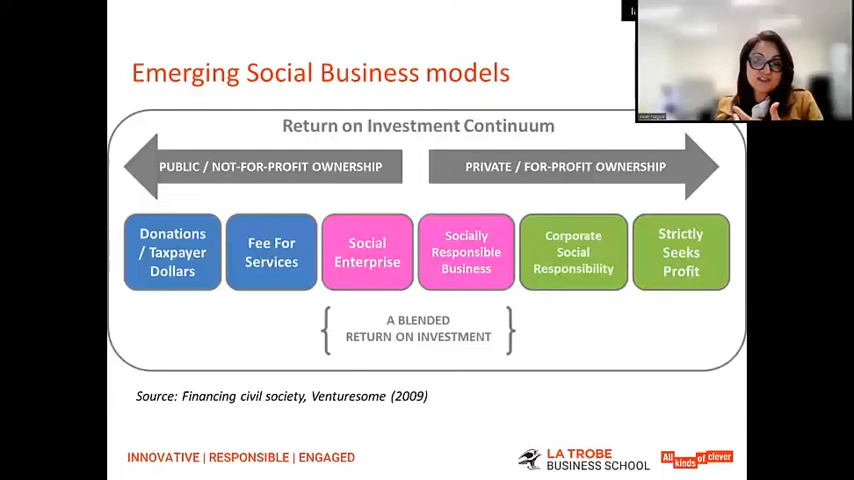 Emerging Social Business models
Return on Investment Continuum
PUBLIC / NOT-FOR-PROFIT OWNERSHIP
PRIVATE / FOR-PROFIT OWNERSHIP
Donations
/ Taxpayer
Dollars
Fee For
Services
Social
Enterprise
Socially
Responsible
Business
Corporate
Social
Responsibility
Strictly
Seeks
Profit
A BLENDED
RETURN ON INVESTMENT
Source: Financing civil society, Venturesome (2009)
INNOVATIVE | RESPONSIBLE | ENGAGED
LA TROBE
BUSINESS SCHOOL
All kinds of clever